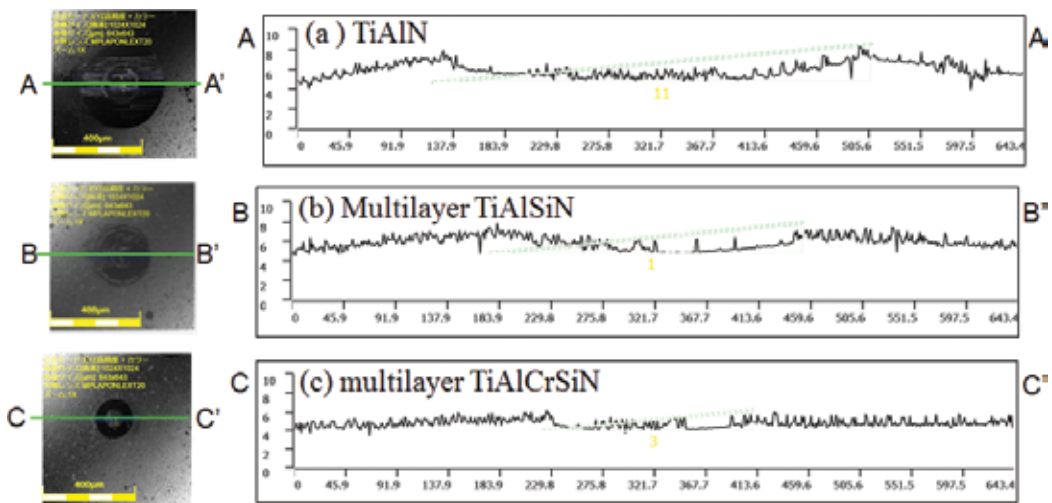 A
A'
400μm
A
(a ) TiAlN
10
8
6
4
2
0
11
0 45.9 91.9 137.9 183.9 229.8 275.8 321.7 367.7 413.6 459.6 505.6 551.5 597.5 643.4
B
B'
400μm
B
(b) Multilayer TiAlSiN
B"
10
8
6
4
2
0
1
45.9 91.9 137.9 183.9 229.8 275.8 321.7 367.7 413.6 459.6 505.6 551.5 597.5 643.4
C
C'
400μm
C
(c) multilayer TiAlCrSiN
C"
10
8
6
4
2
0
3
0 45.9 91.9 137.9 183.9 229.8 275.8 321.7 367.7 413.6 459.6 505.6 551.5 597.5 643.4